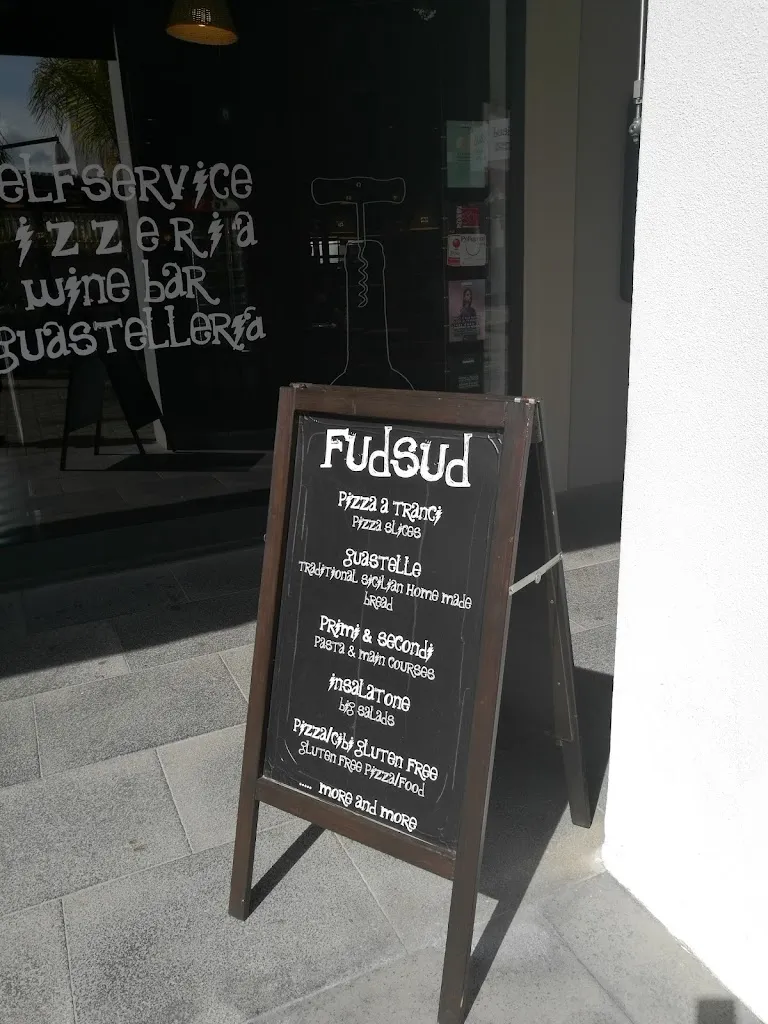 elfservice
izzeria
wine bar
guastelleria
FudSud
Pizza a Tranci
Pizza slices
guastelle
Traditional sicilian Home made
bread
Primi & secondi
Pasta & main courses
insalatone
big salads
Pizza/cibi gluten Free
gluten Free Pizza/Food
..... more and more